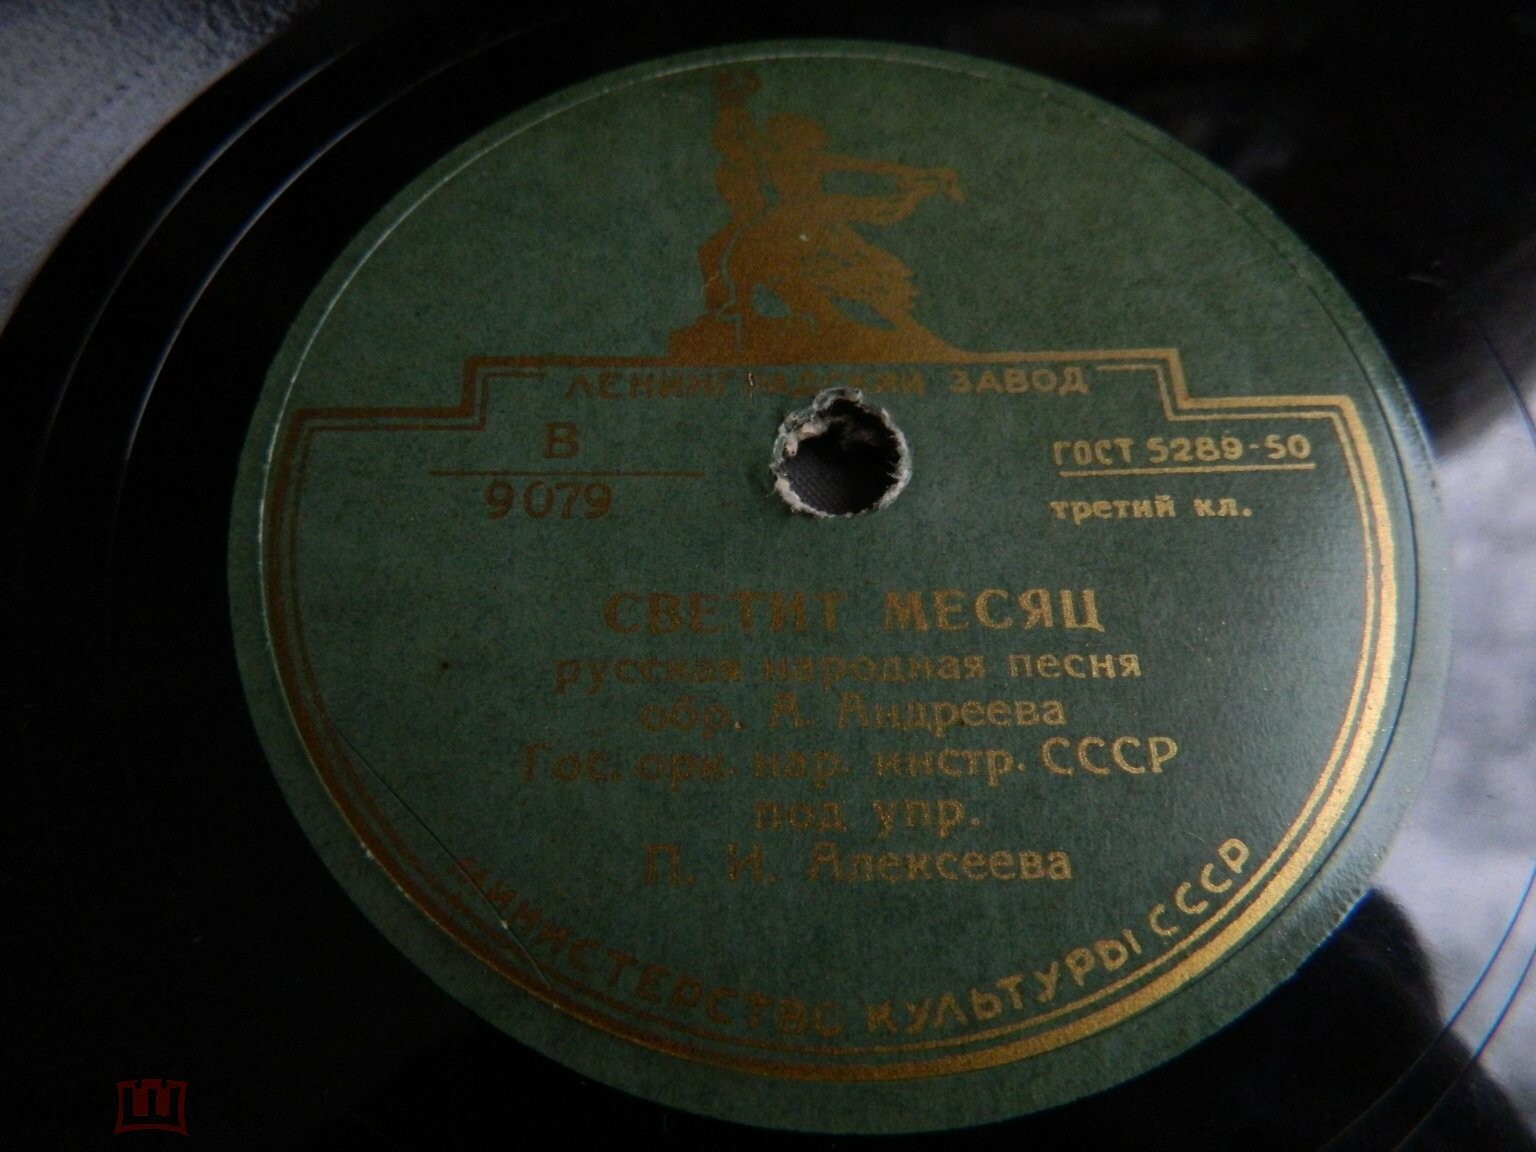 ЛЕНИНГРАДСКИЙ ЗАВОД
В
9079
ГОСТ 5289-50
третий кл.
СВЕТИТ МЕСЯЦ
русская народная песня
обр. А. Андреева
Гос. орк. нар. инстр. СССР
под упр.
П. И. Алексеева
МИНИСТЕРСТВО КУЛЬТУРЫ СССР